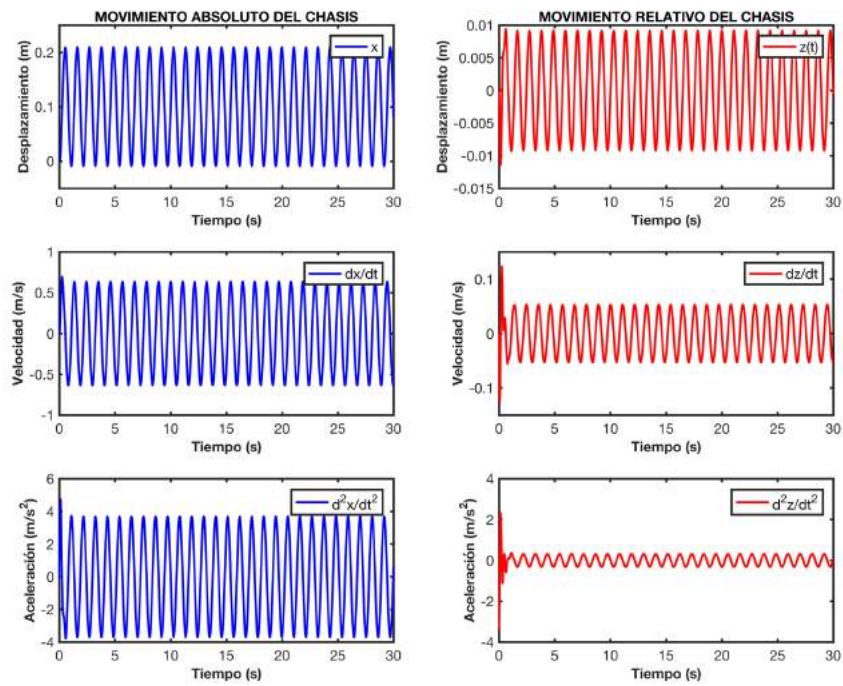 MOVIMIENTO ABSOLUTO DEL CHASIS
Desplazamiento (m)
0.2
0.1
0
x
0 5 10 15 20 25 30
Tiempo (s)
MOVIMIENTO RELATIVO DEL CHASIS
Desplazamiento (m)
0.01
0.005
0
-0.005
-0.01
-0.015
z(t)
0 5 10 15 20 25 30
Tiempo (s)
Velocidad (m/s)
1
0.5
0
-0.5
-1
dx/dt
0 5 10 15 20 25 30
Tiempo (s)
Velocidad (m/s)
0.1
0
-0.1
dz/dt
0 5 10 15 20 25 30
Tiempo (s)
Aceleración (m/s²)
6
4
2
0
-2
-4
d²x/dt²
0 5 10 15 20 25 30
Tiempo (s)
Aceleración (m/s²)
4
2
0
-2
-4
d²z/dt²
0 5 10 15 20 25 30
Tiempo (s)